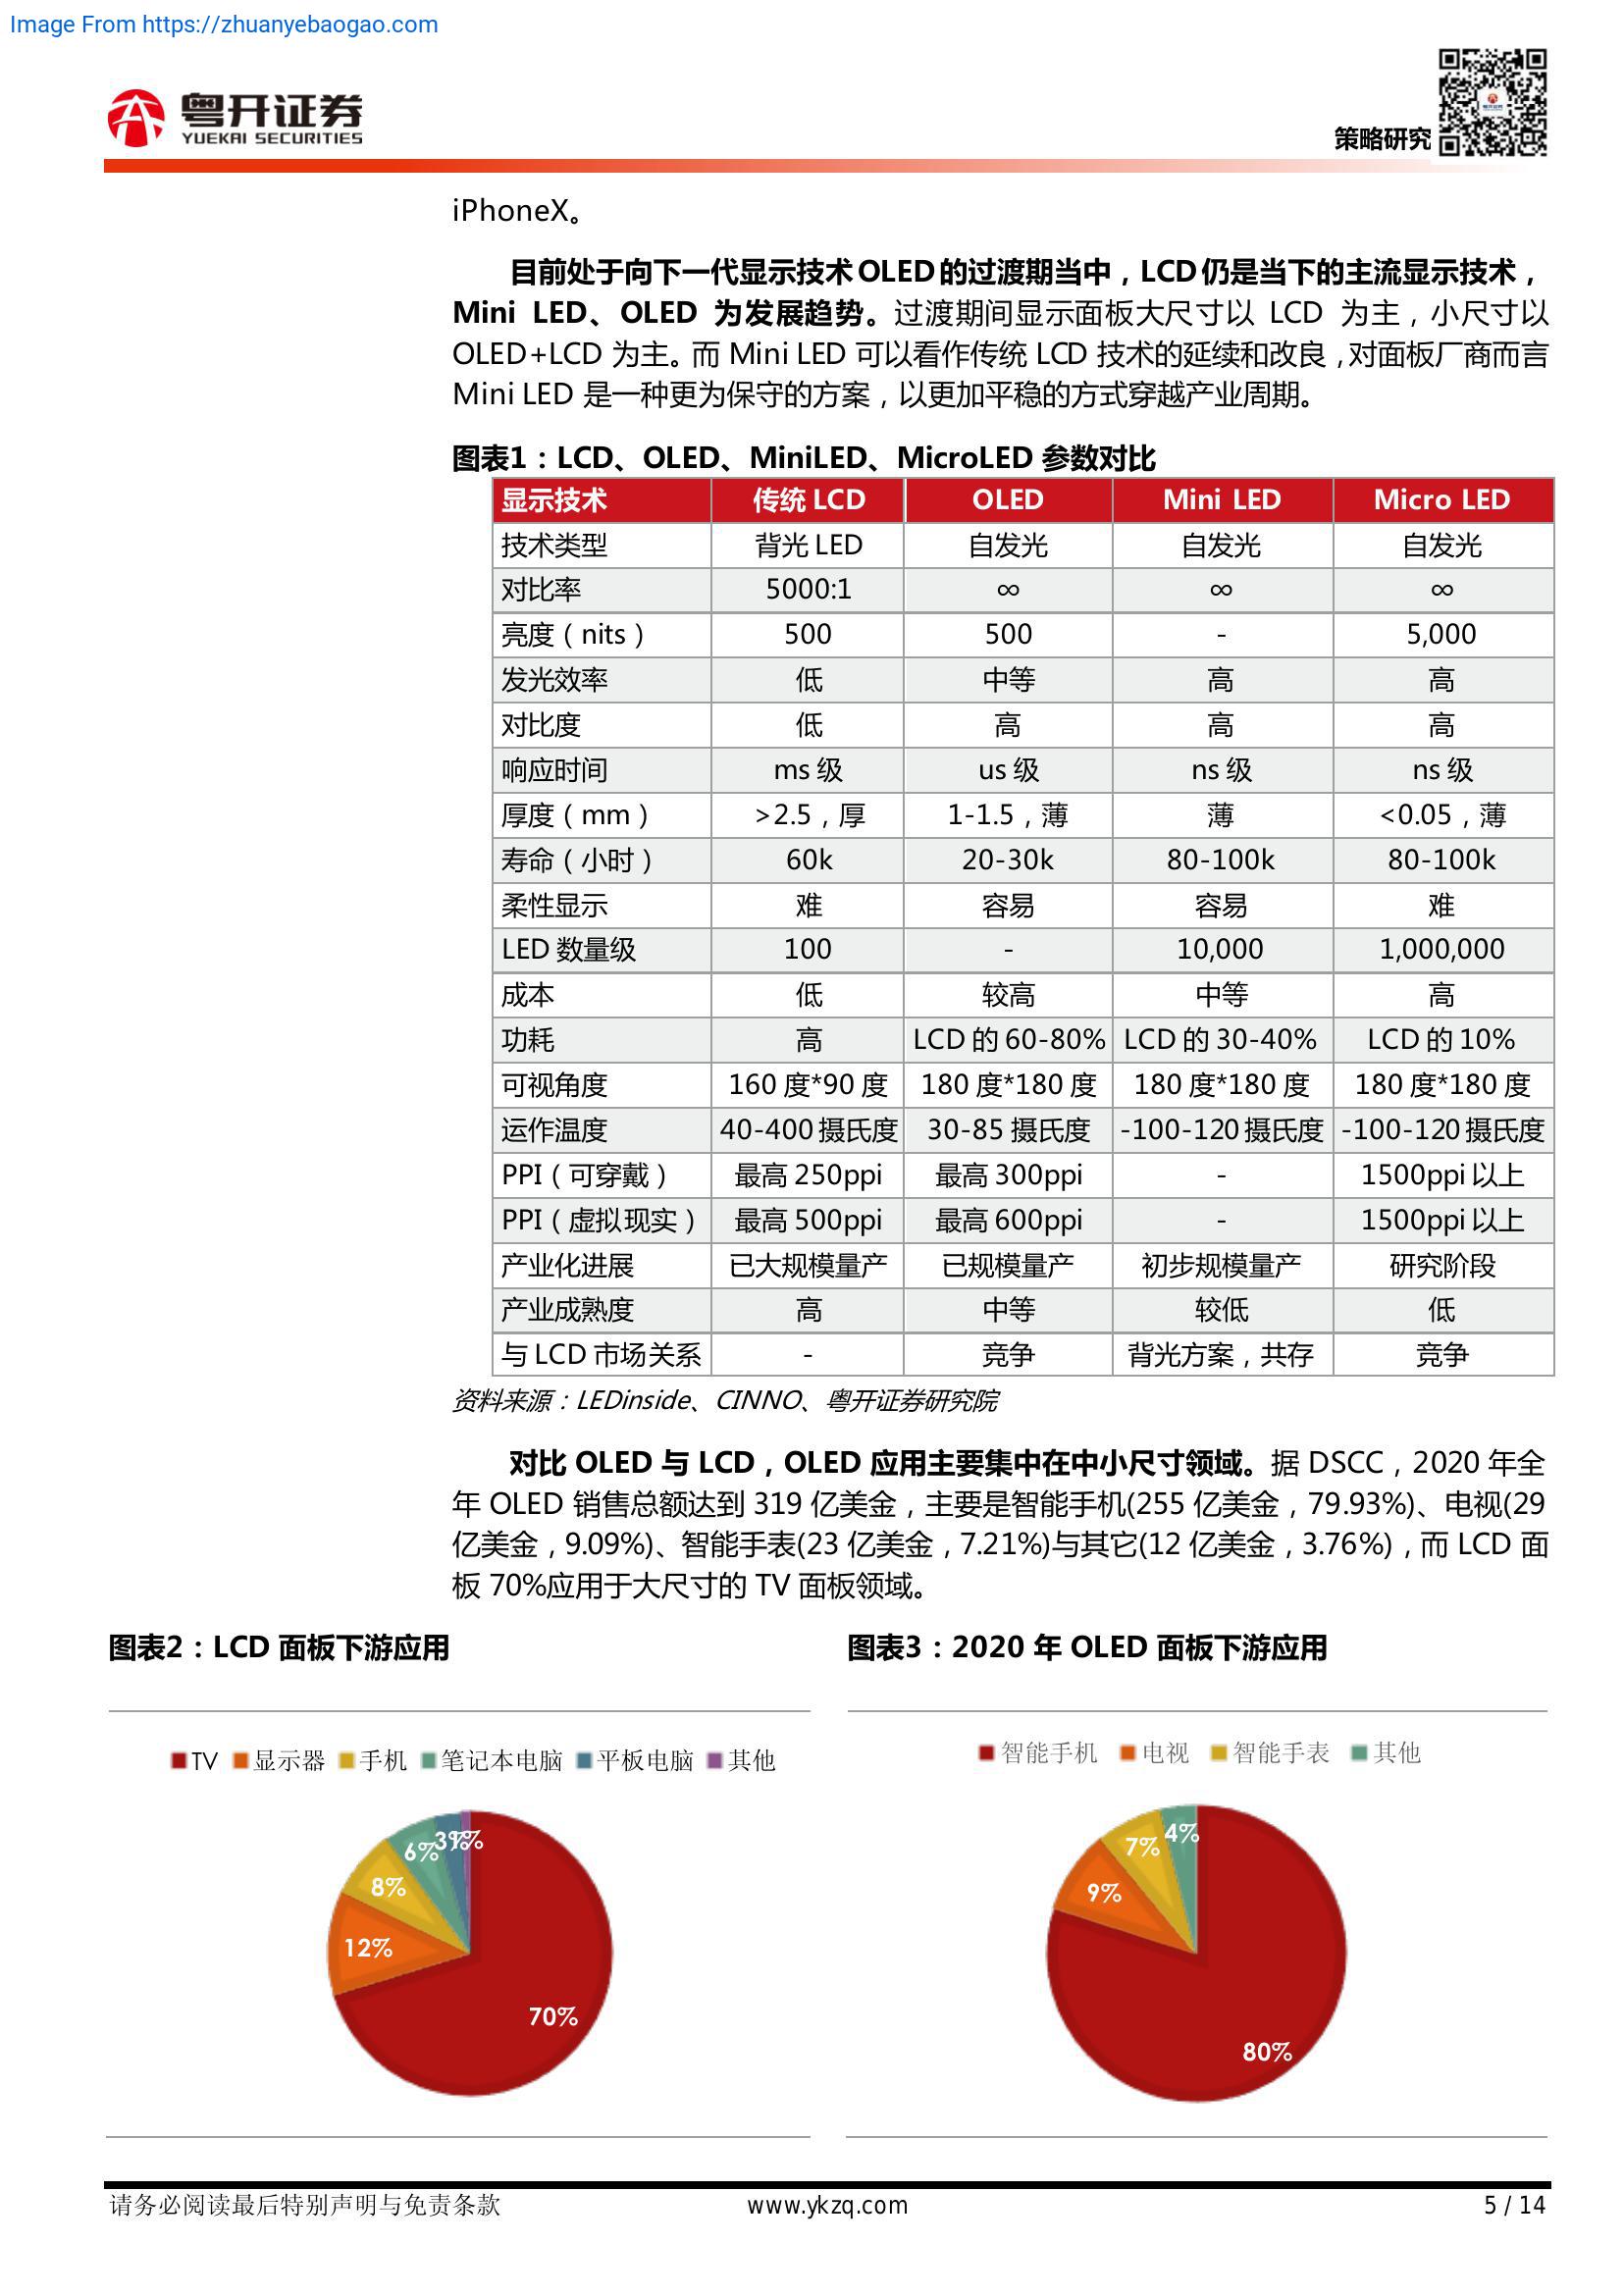 Image From https://zhuanyebaogao.com
粤开证券
YUEKAI SECURITIES
策略研究
iPhoneX。
目前处于向下一代显示技术OLED的过渡期当中，LCD仍是当下的主流显示技术，
Mini LED、OLED 为发展趋势。过渡期间显示面板大尺寸以 LCD 为主，小尺寸以
OLED+LCD 为主。而 Mini LED 可以看作传统 LCD 技术的延续和改良，对面板厂商而言
Mini LED 是一种更为保守的方案，以更加平稳的方式穿越产业周期。
图表1：LCD、OLED、MiniLED、MicroLED 参数对比
显示技术 传统 LCD OLED Mini LED Micro LED
技术类型 背光 LED 自发光 自发光 自发光
对比率 5000:1 ∞ ∞ ∞
亮度（nits） 500 500 - 5,000
发光效率 低 中等 高 高
对比度 低 高 高 高
响应时间 ms 级 us 级 ns 级 ns 级
厚度（mm） >2.5，厚 1-1.5，薄 薄 <0.05，薄
寿命（小时） 60k 20-30k 80-100k 80-100k
柔性显示 难 容易 容易 难
LED 数量级 100 - 10,000 1,000,000
成本 低 较高 中等 高
功耗 高 LCD 的 60-80% LCD 的 30-40% LCD 的 10%
可视角度 160 度*90 度 180 度*180 度 180 度*180 度 180 度*180 度
运作温度 40-400 摄氏度 30-85 摄氏度 -100-120 摄氏度 -100-120 摄氏度
PPI（可穿戴） 最高 250ppi 最高 300ppi - 1500ppi 以上
PPI（虚拟现实） 最高 500ppi 最高 600ppi - 1500ppi 以上
产业化进展 已大规模量产 已规模量产 初步规模量产 研究阶段
产业成熟度 高 中等 较低 低
与 LCD 市场关系 - 竞争 背光方案，共存 竞争
资料来源：LEDinside、CINNO、粤开证券研究院
对比 OLED 与 LCD，OLED 应用主要集中在中小尺寸领域。据 DSCC，2020 年全
年 OLED 销售总额达到 319 亿美金，主要是智能手机(255 亿美金，79.93%)、电视(29
亿美金，9.09%)、智能手表(23 亿美金，7.21%)与其它(12 亿美金，3.76%)，而 LCD 面
板 70%应用于大尺寸的 TV 面板领域。
图表2：LCD 面板下游应用
TV 显示器 手机 笔记本电脑 平板电脑 其他
70%
12%
8%
6%
3%
1%
图表3：2020 年 OLED 面板下游应用
智能手机 电视 智能手表 其他
80%
9%
7%
4%
请务必阅读最后特别声明与免责条款 www.ykzq.com 5 / 14